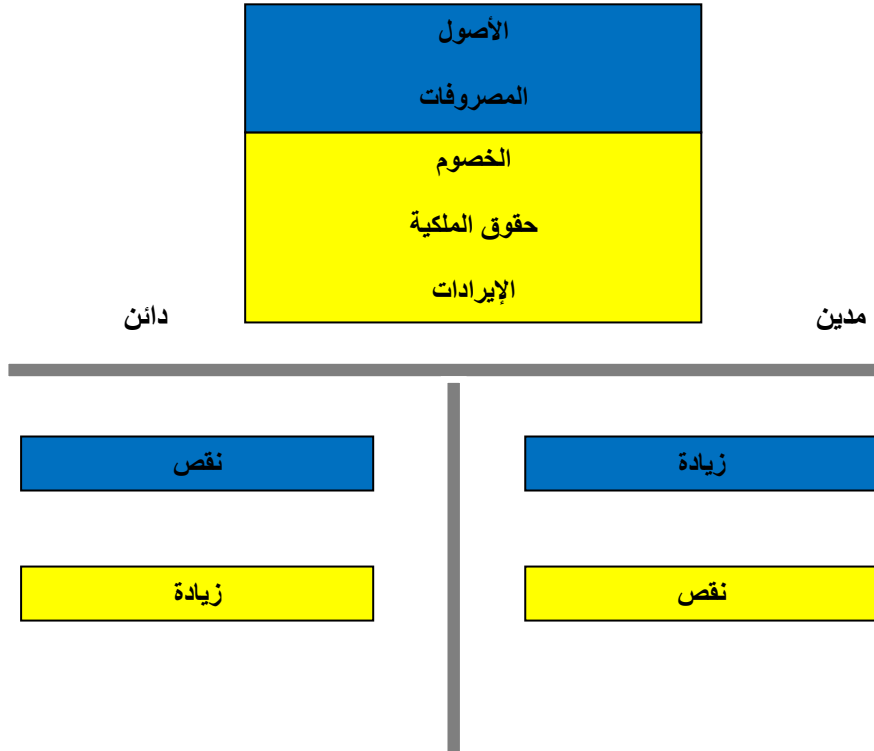 الأصول
المصروفات
الخصوم
حقوق الملكية
الإيرادات
مدين
دائن
زيادة
نقص
نقص
زيادة